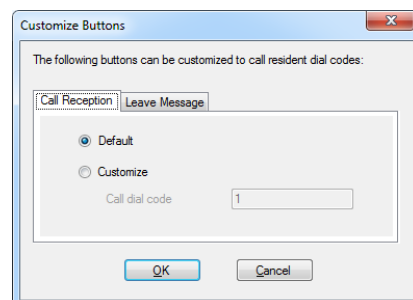 Customize Buttons
The following buttons can be customized to call resident dial codes:
Call Reception Leave Message
Default
Customize
Call dial code 1
OK Cancel